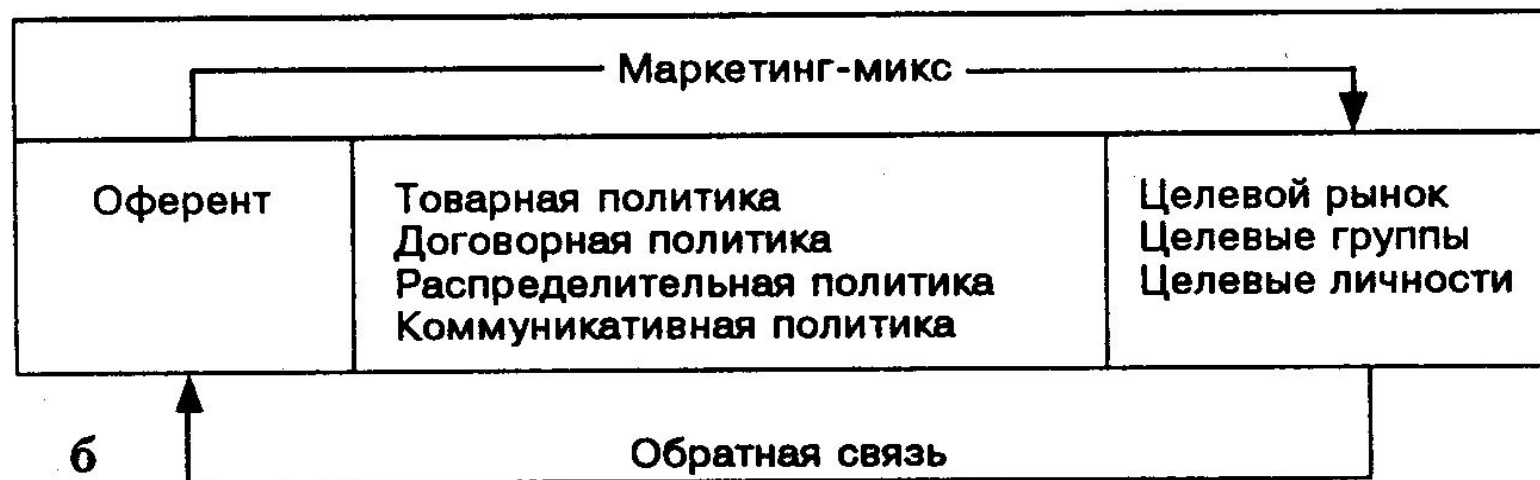 Маркетинг-микс
Оферент
Товарная политика
Договорная политика
Распределительная политика
Коммуникативная политика
Целевой рынок
Целевые группы
Целевые личности
б
Обратная связь